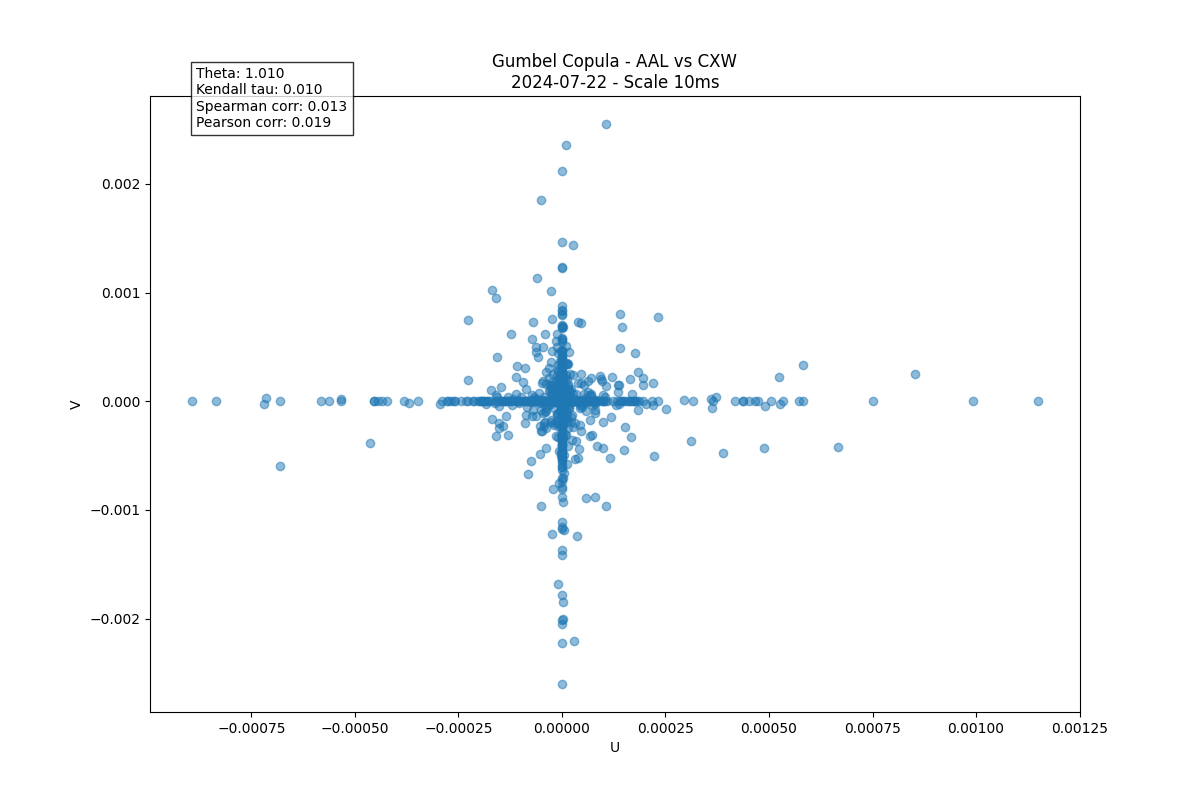 Gumbel Copula - AAL vs CXW
2024-07-22 - Scale 10ms
Theta: 1.010
Kendall tau: 0.010
Spearman corr: 0.013
Pearson corr: 0.019
V
0.002
0.001
0.000
−0.001
−0.002
−0.00075
−0.00050
−0.00025
0.00000
0.00025
0.00050
0.00075
0.00100
0.00125
U